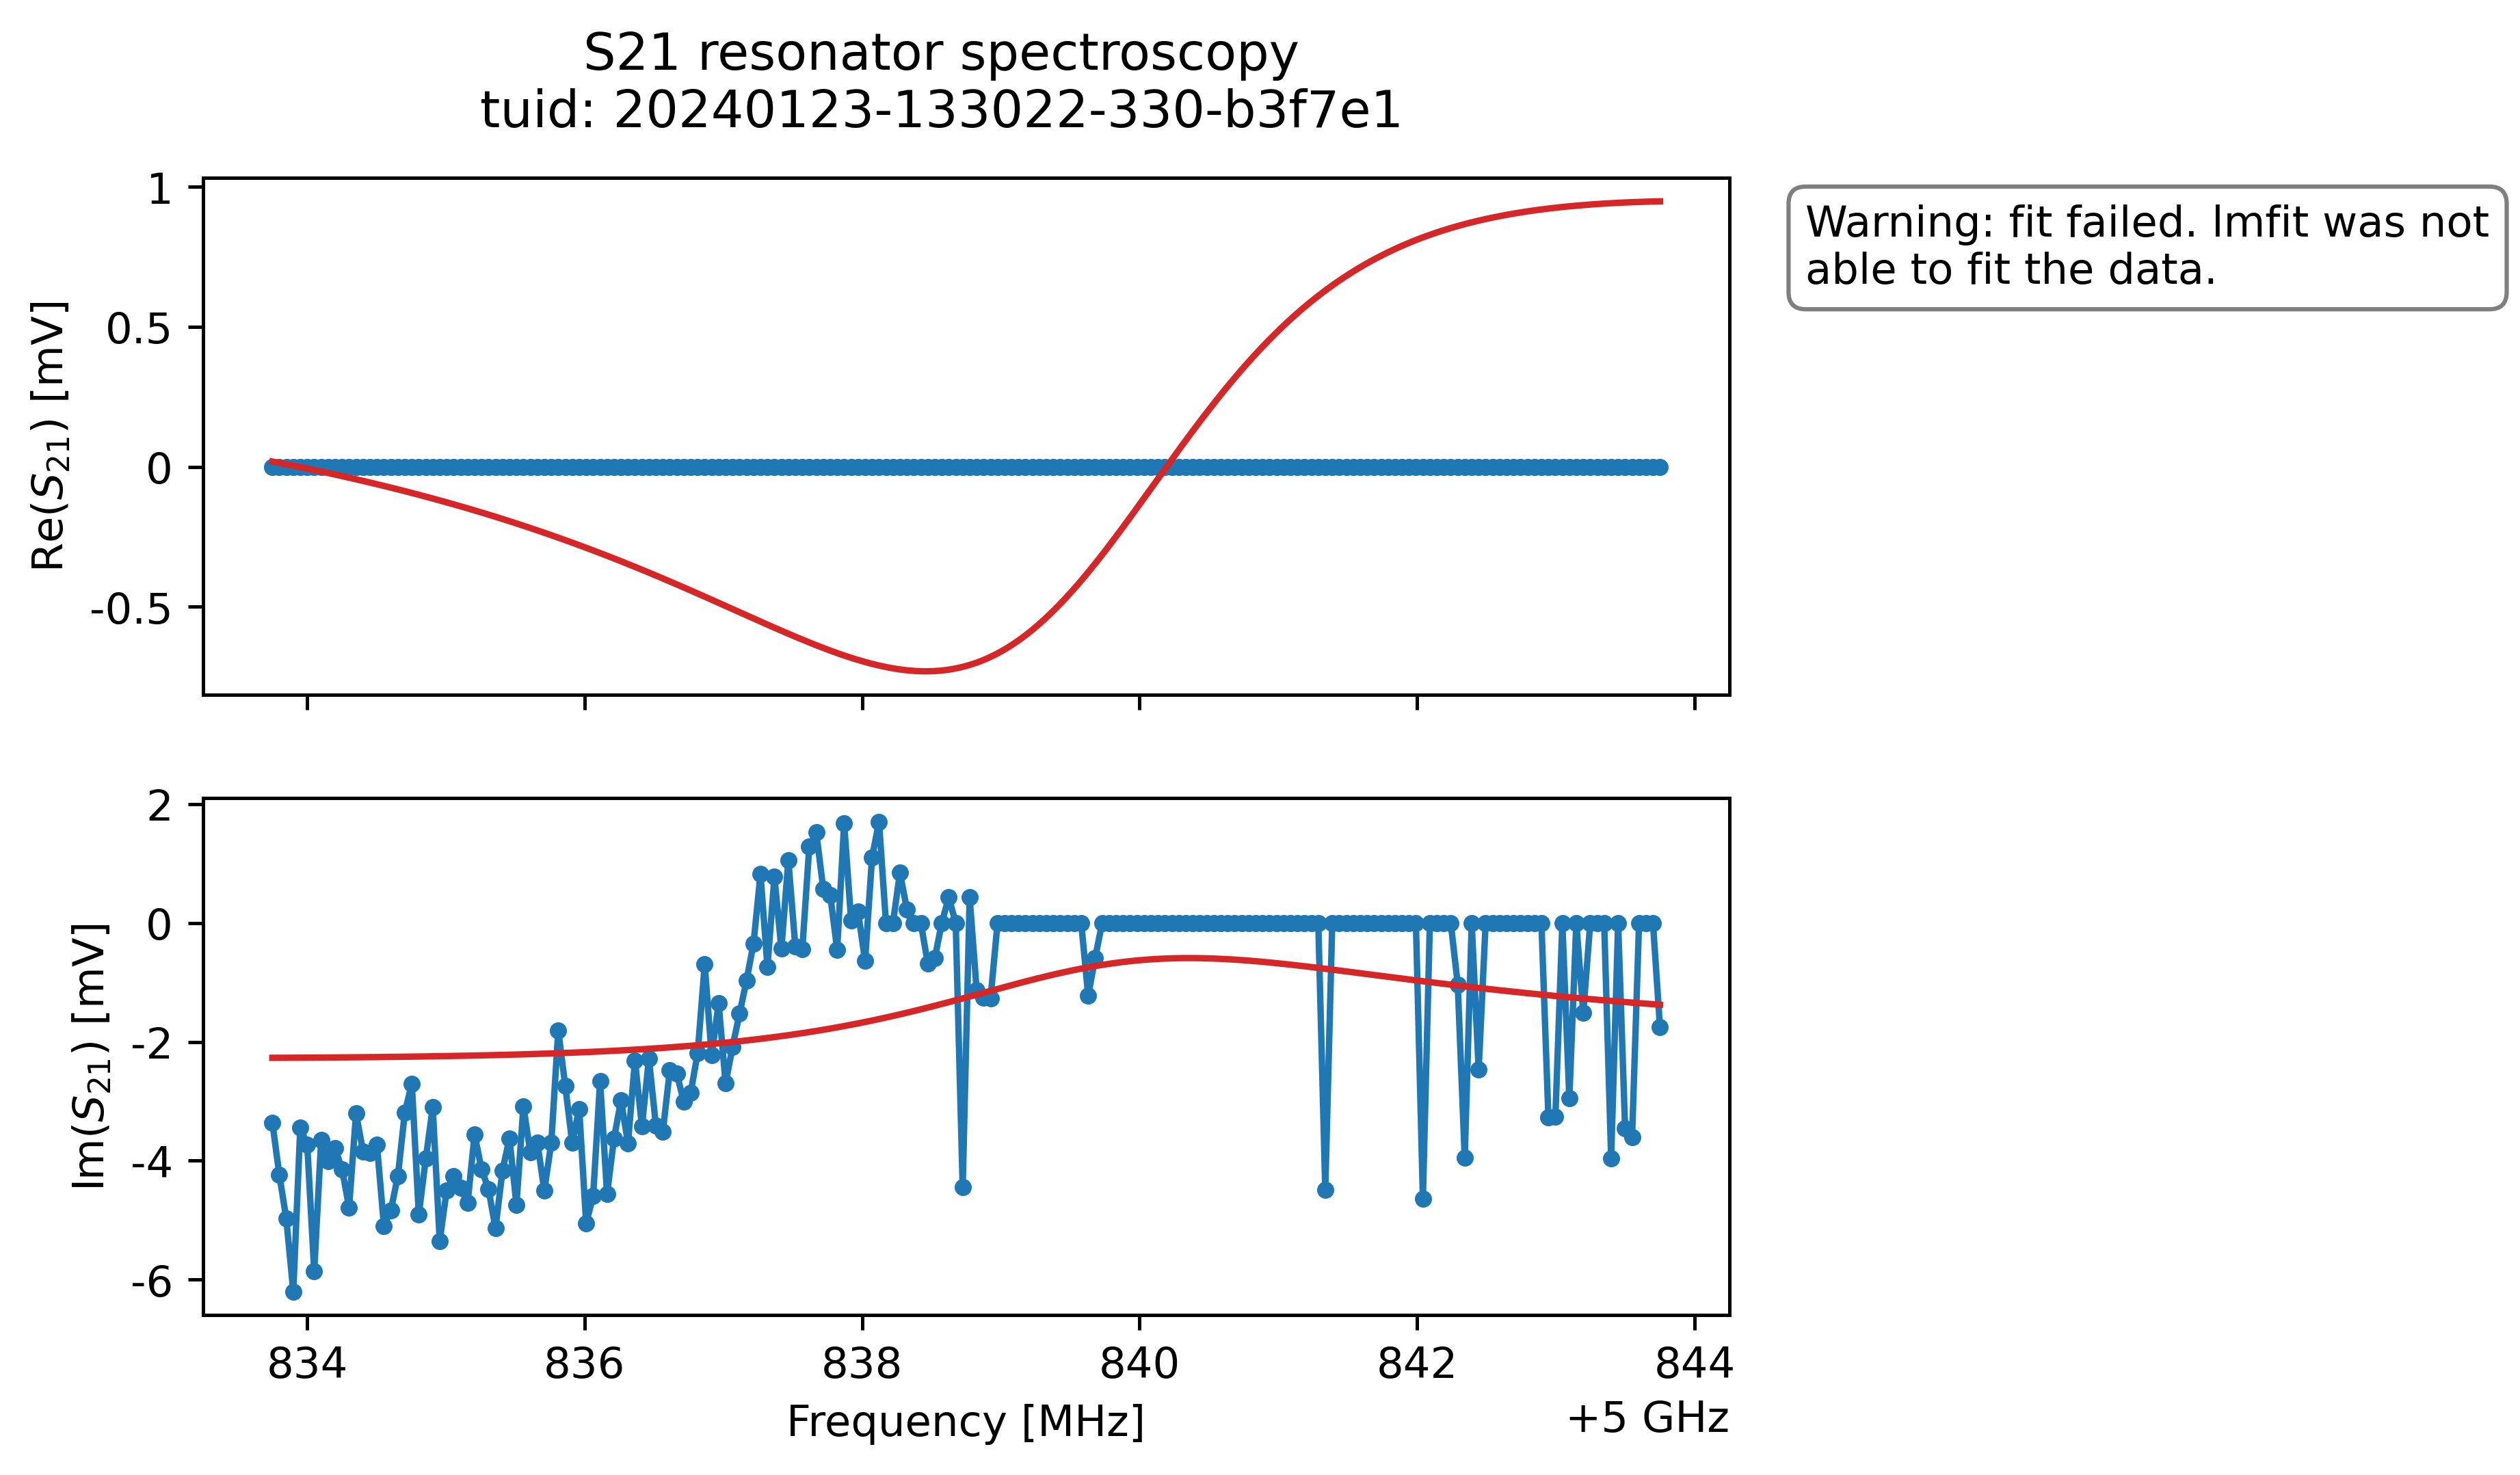 S21 resonator spectroscopy
tuid: 20240123-133022-330-b3f7e1
Warning: fit failed. lmfit was not
able to fit the data.
1
0.5
0
-0.5
Re(S21) [mV]
2
0
-2
-4
-6
Im(S21) [mV]
834 836 838 840 842 844
Frequency [MHz]
+5 GHz